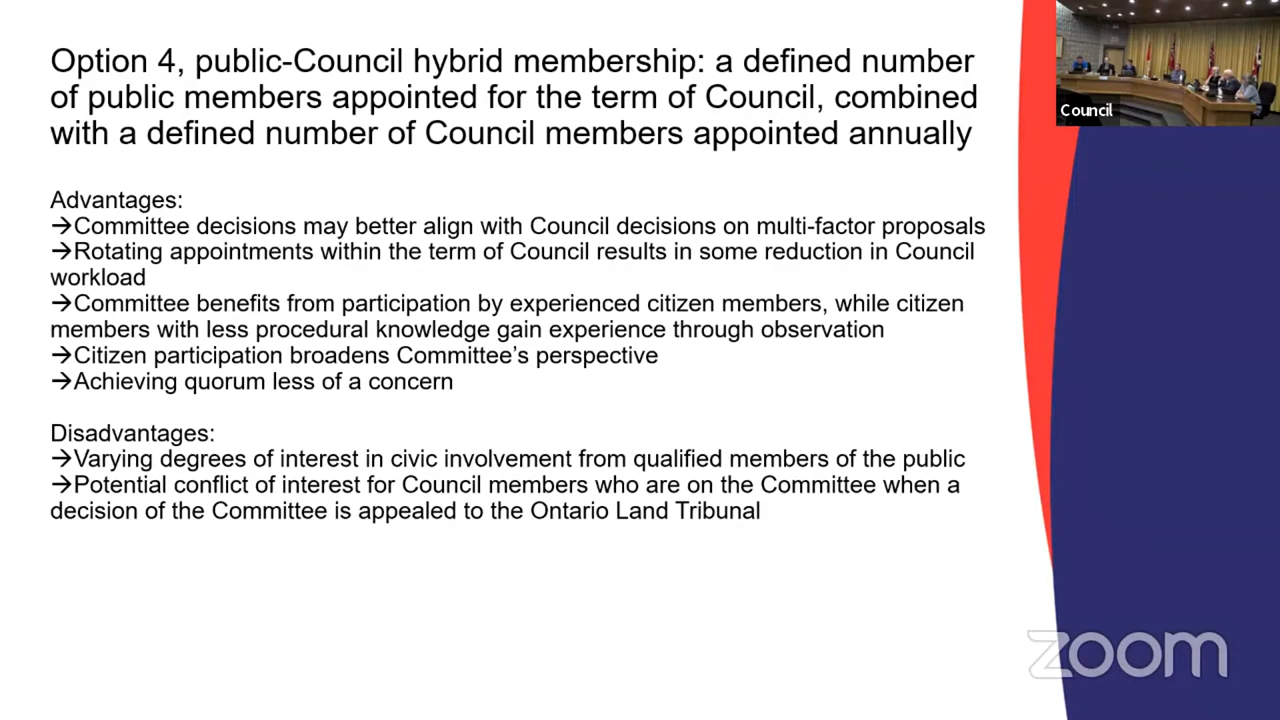 Option 4, public-Council hybrid membership: a defined number
of public members appointed for the term of Council, combined
with a defined number of Council members appointed annually
Council
Advantages:
→Committee decisions may better align with Council decisions on multi-factor proposals
→Rotating appointments within the term of Council results in some reduction in Council
workload
→Committee benefits from participation by experienced citizen members, while citizen
members with less procedural knowledge gain experience through observation
→Citizen participation broadens Committee’s perspective
→Achieving quorum less of a concern
Disadvantages:
→Varying degrees of interest in civic involvement from qualified members of the public
→Potential conflict of interest for Council members who are on the Committee when a
decision of the Committee is appealed to the Ontario Land Tribunal
zoom